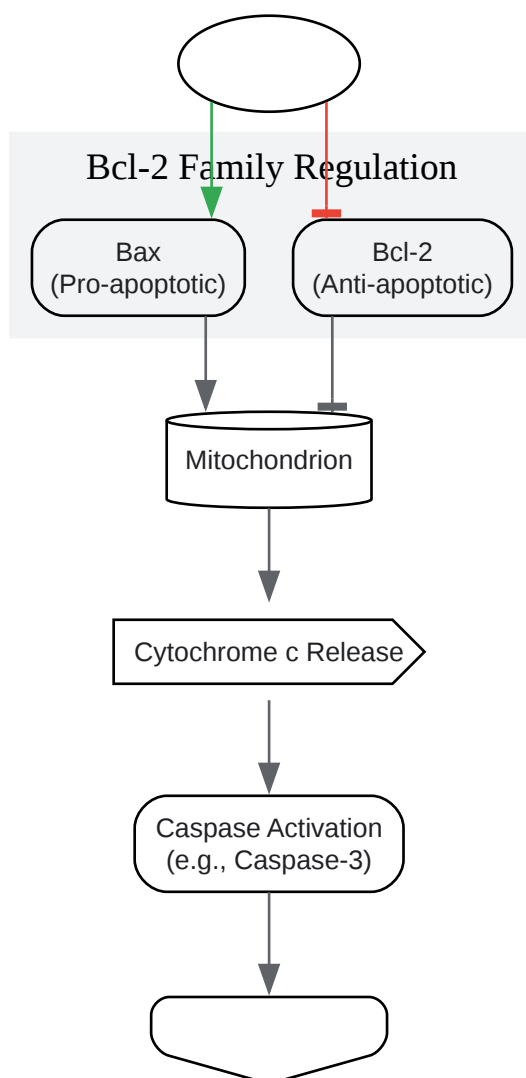 Bcl-2 Family Regulation
Bax
(Pro-apoptotic)
Bcl-2
(Anti-apoptotic)
Mitochondrion
Cytochrome c Release
Caspase Activation
(e.g., Caspase-3)